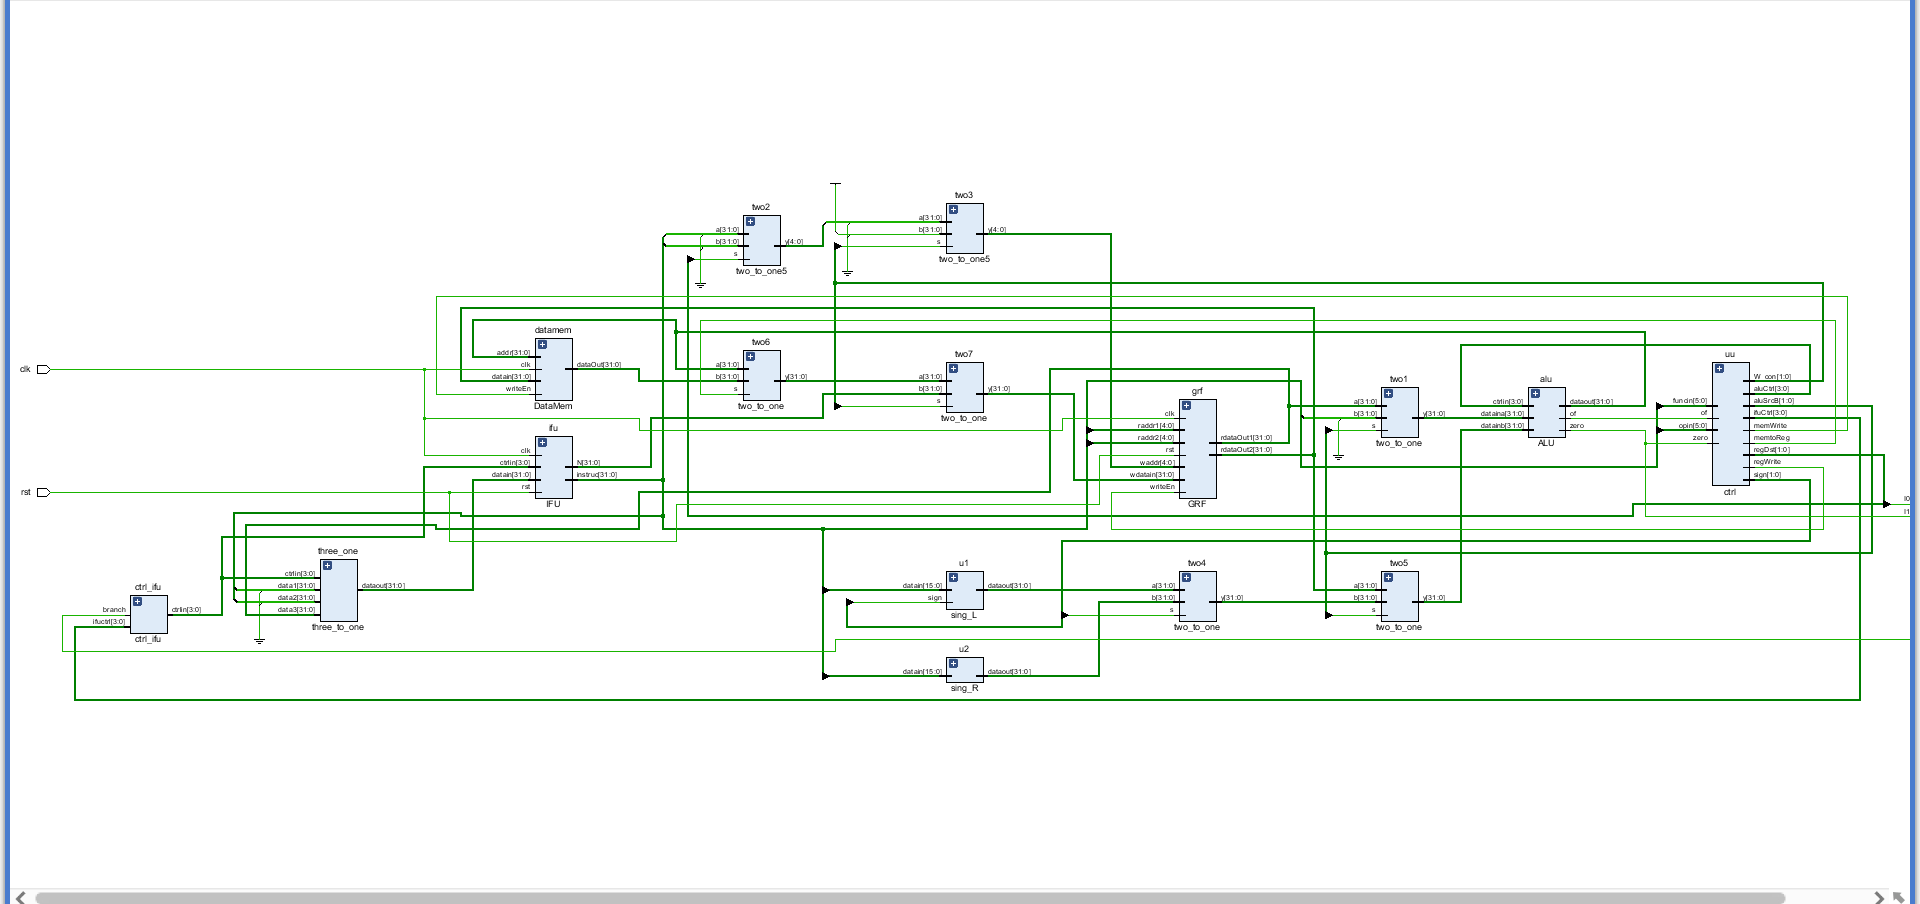 two3
two2
a[31:0]
b[31:0]
s
y[4:0]
two_to_one5
a[31:0]
b[31:0]
s
y[4:0]
two_to_one5
clk
datamem
addr[31:0]
clk
datain[31:0]
writeEn
dataOut[31:0]
DataMem
two6
a[31:0]
b[31:0]
s
y[31:0]
two_to_one
two7
a[31:0]
b[31:0]
s
y[31:0]
two_to_one
grf
clk
raddr1[4:0]
raddr2[4:0]
rst
waddr[4:0]
wdatain[31:0]
writeEn
rdataOut1[31:0]
rdataOut2[31:0]
GRF
two1
a[31:0]
b[31:0]
s
y[31:0]
two_to_one
alu
ctrlin[3:0]
dataina[31:0]
datainb[31:0]
dataout[31:0]
of
zero
ALU
uu
funcin[5:0]
of
opin[5:0]
zero
W_con[1:0]
aluCtrl[3:0]
aluSrcB[1:0]
ifuCtrl[3:0]
memWrite
memtoReg
regDst[1:0]
regWrite
sign[1:0]
ctrl
ifu
clk
ctrlin[3:0]
datain[31:0]
rst
N[31:0]
instruq[31:0]
IFU
rst
I0
I1
three_one
ctrlin[3:0]
data1[31:0]
data2[31:0]
data3[31:0]
dataout[31:0]
three_to_one
ctrl_ifu
branch
ifuctrl[3:0]
ctrlin[3:0]
ctrl_ifu
u1
datain[15:0]
sign
dataout[31:0]
sing_L
two4
a[31:0]
b[31:0]
s
y[31:0]
two_to_one
two5
a[31:0]
b[31:0]
s
y[31:0]
two_to_one
u2
datain[15:0]
dataout[31:0]
sing_R